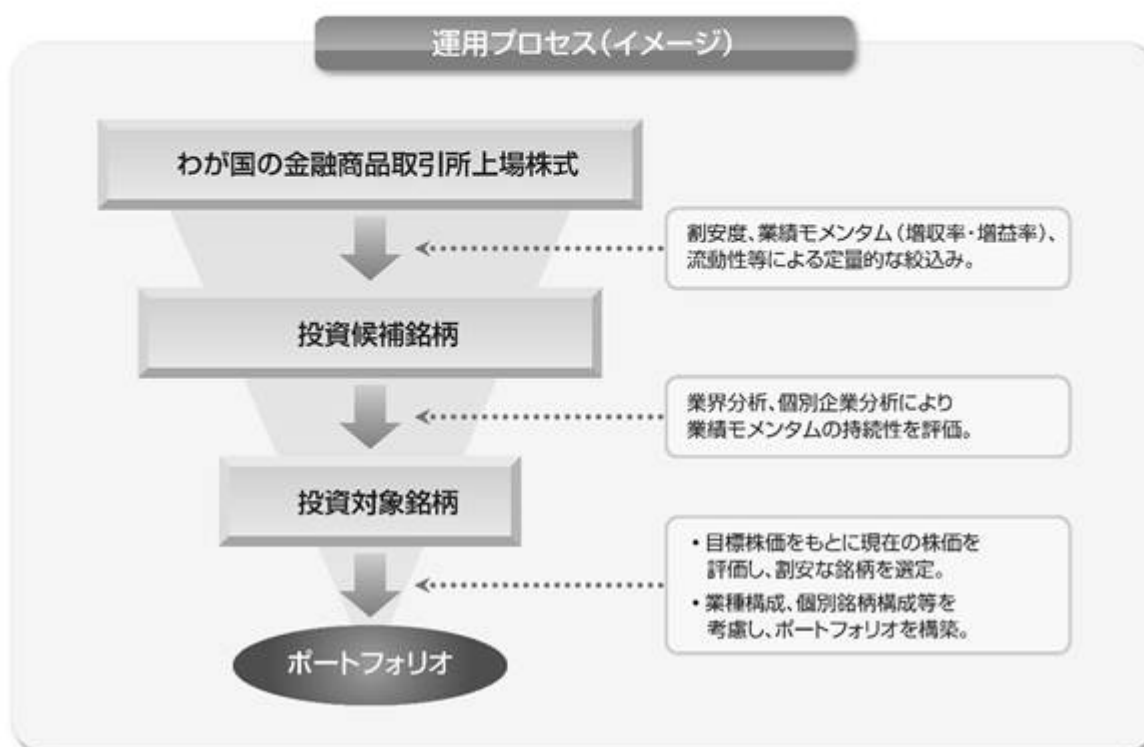 運用プロセス(イメージ)
わが国の金融商品取引所上場株式
割安度、業績モメンタム(増収率・増益率)、
流動性等による定量的な絞込み。
投資候補銘柄
業界分析、個別企業分析により
業績モメンタムの持続性を評価。
投資対象銘柄
・目標株価をもとに現在の株価を
評価し、割安な銘柄を選定。
・業種構成、個別銘柄構成等を
考慮し、ポートフォリオを構築。
ポートフォリオ